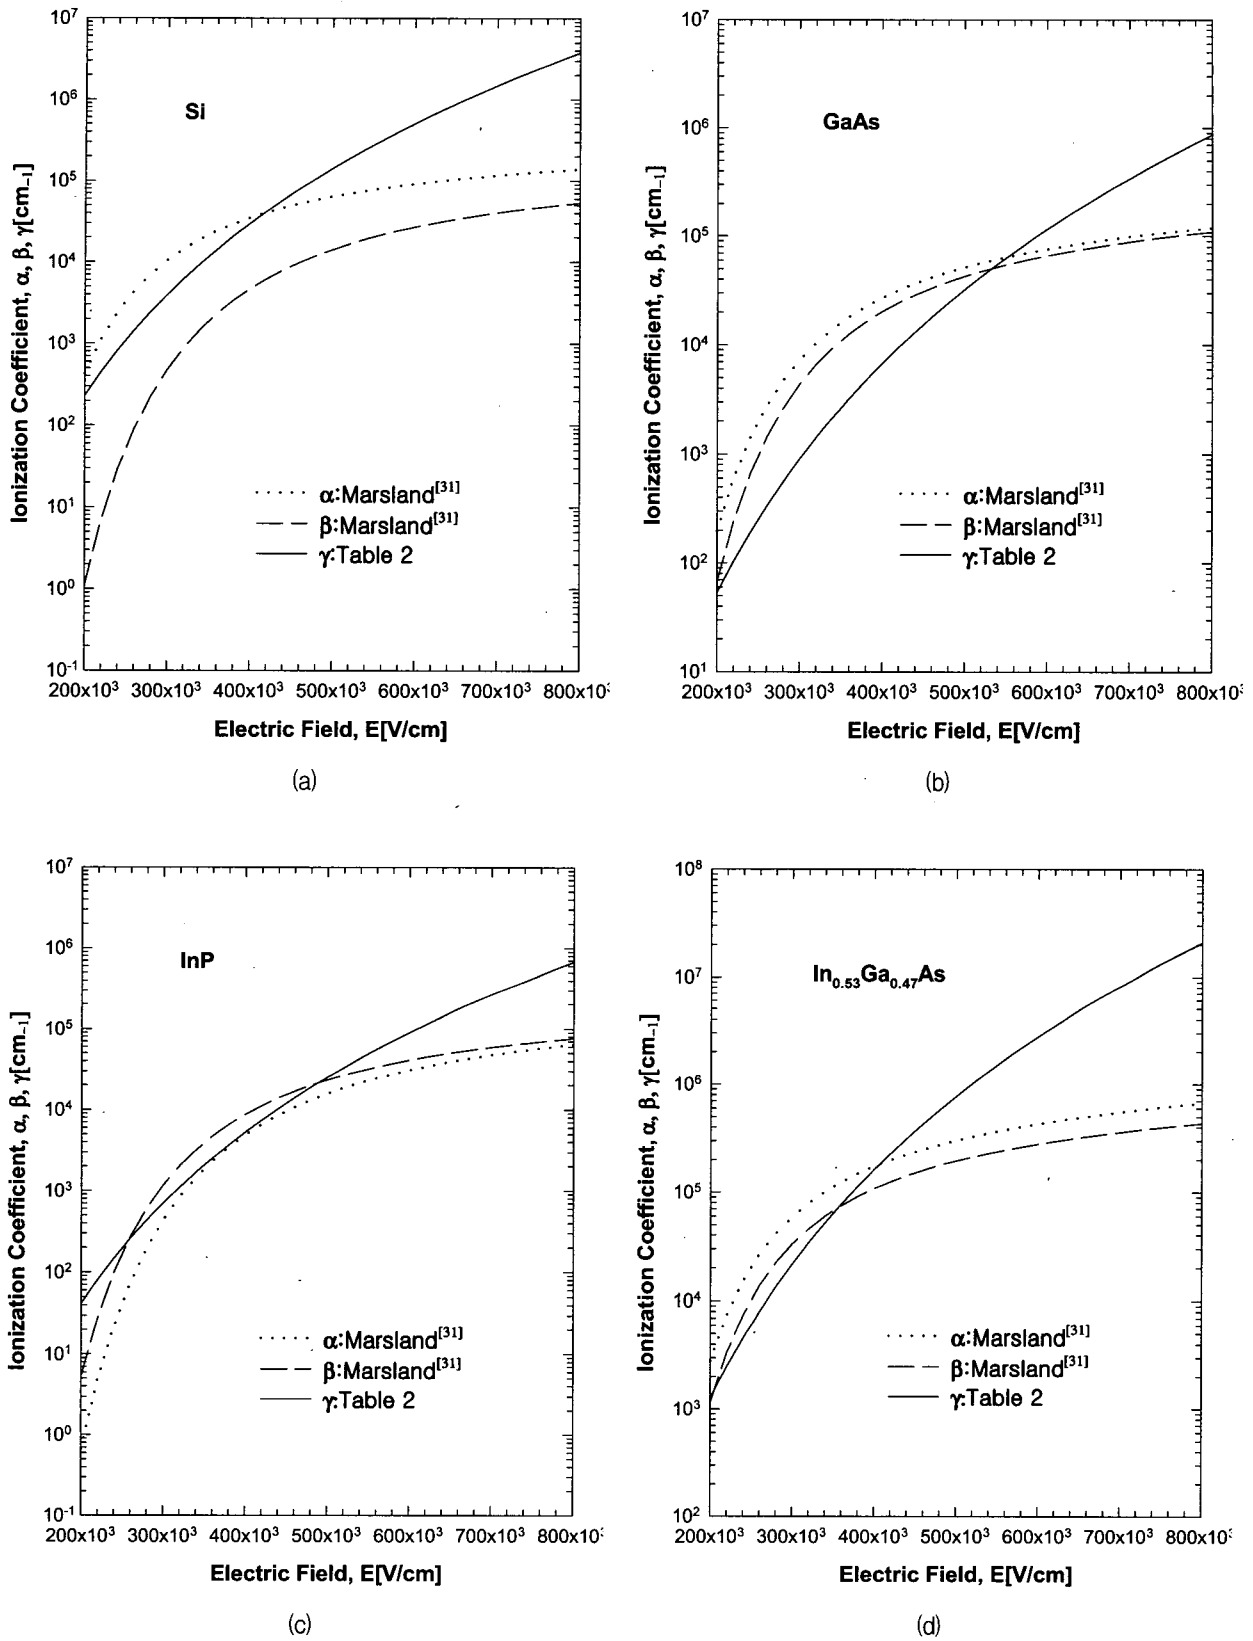 Si
10⁷
10⁶
10⁵
10⁴
10³
10²
10¹
10⁰
10⁻¹
Ionization Coefficient, α, β, γ[cm₋₁]
α:Marsland[31]
β:Marsland[31]
γ:Table 2
200x10³ 300x10³ 400x10³ 500x10³ 600x10³ 700x10³ 800x10³
Electric Field, E[V/cm]
(a)
GaAs
10⁷
10⁶
10⁵
10⁴
10³
10²
10¹
Ionization Coefficient, α, β, γ[cm₋₁]
α:Marsland[31]
β:Marsland[31]
γ:Table 2
200x10³ 300x10³ 400x10³ 500x10³ 600x10³ 700x10³ 800x10³
Electric Field, E[V/cm]
(b)
InP
10⁷
10⁶
10⁵
10⁴
10³
10²
10¹
10⁰
10⁻¹
Ionization Coefficient, α, β, γ[cm₋₁]
α:Marsland[31]
β:Marsland[31]
γ:Table 2
200x10³ 300x10³ 400x10³ 500x10³ 600x10³ 700x10³ 800x10³
Electric Field, E[V/cm]
(c)
In₀.₅₃Ga₀.₄₇As
10⁸
10⁷
10⁶
10⁵
10⁴
10³
10²
Ionization Coefficient, α, β, γ[cm₋₁]
α:Marsland[31]
β:Marsland[31]
γ:Table 2
200x10³ 300x10³ 400x10³ 500x10³ 600x10³ 700x10³ 800x10³
Electric Field, E[V/cm]
(d)